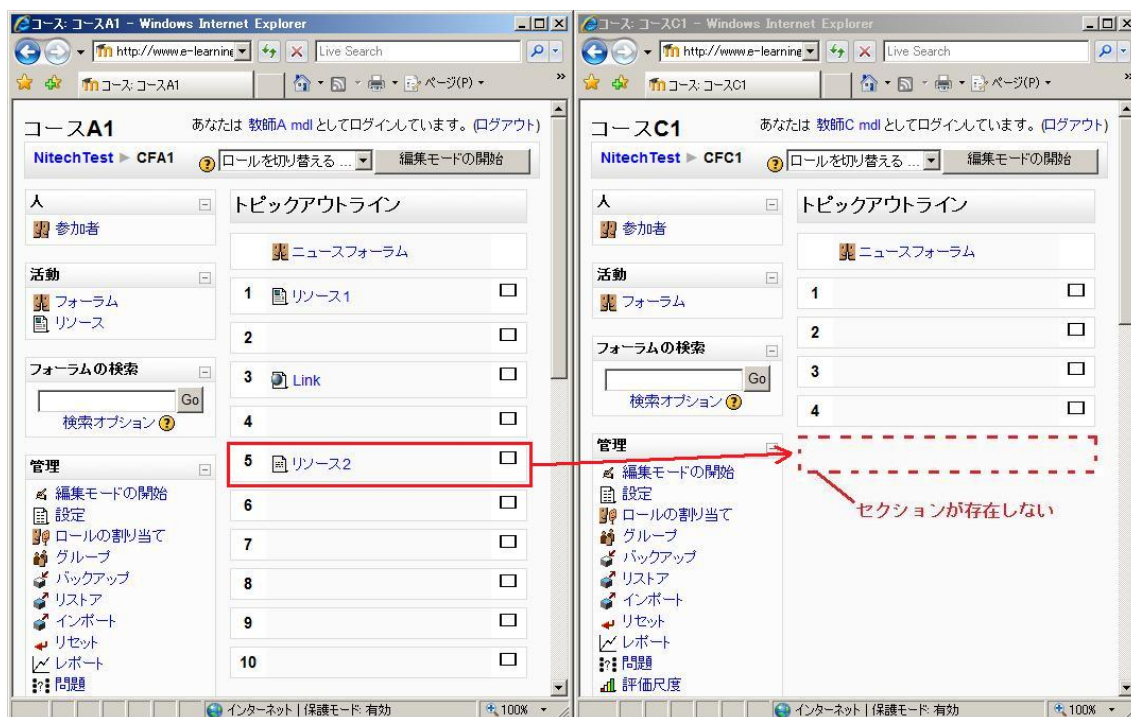 コース: コースA1 - Windows Internet Explorer
http://www.e-learning
Live Search
コース: コースA1
ページ(P)
»
コースA1
あなたは 教師A mdl としてログインしています。(ログアウト)
NitechTest ► CFA1
ロールを切り替える ...
編集モードの開始
人
参加者
活動
フォーラム
リソース
フォーラムの検索
Go
検索オプション
管理
編集モードの開始
設定
ロールの割り当て
グループ
バックアップ
リストア
インポート
リセット
レポート
問題
トピックアウトライン
ニュースフォーラム
1 リソース1
2
3 Link
4
5 リソース2
6
7
8
9
10
インターネット | 保護モード: 有効
100%
コース: コースC1 - Windows Internet Explorer
http://www.e-learning
Live Search
コース: コースC1
ページ(P)
»
コースC1
あなたは 教師C mdl としてログインしています。(ログアウト)
NitechTest ► CFC1
ロールを切り替える ...
編集モードの開始
人
参加者
活動
フォーラム
フォーラムの検索
Go
検索オプション
管理
編集モードの開始
設定
ロールの割り当て
グループ
バックアップ
リストア
インポート
リセット
レポート
問題
評価尺度
トピックアウトライン
ニュースフォーラム
1
2
3
4
セクションが存在しない
インターネット | 保護モード: 有効
100%